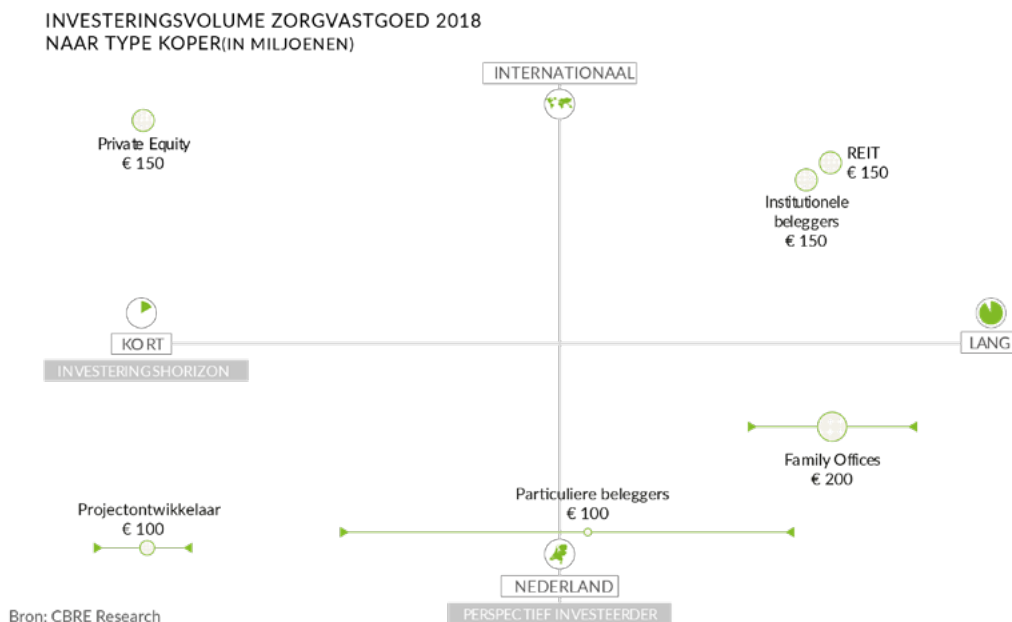 INVESTERINGSVOLUME ZORGVASTGOED 2018
NAAR TYPE KOPER(IN MILJOENEN)
INTERNATIONAAL
Private Equity
€ 150
REIT
€ 150
Institutionele
beleggers
€ 150
KORT
LANG
INVESTERINGSHORIZON
Family Offices
€ 200
Particuliere beleggers
€ 100
Projectontwikkelaar
€ 100
NEDERLAND
PERSPECTIEF INVESTEERDER
Bron: CBRE Research